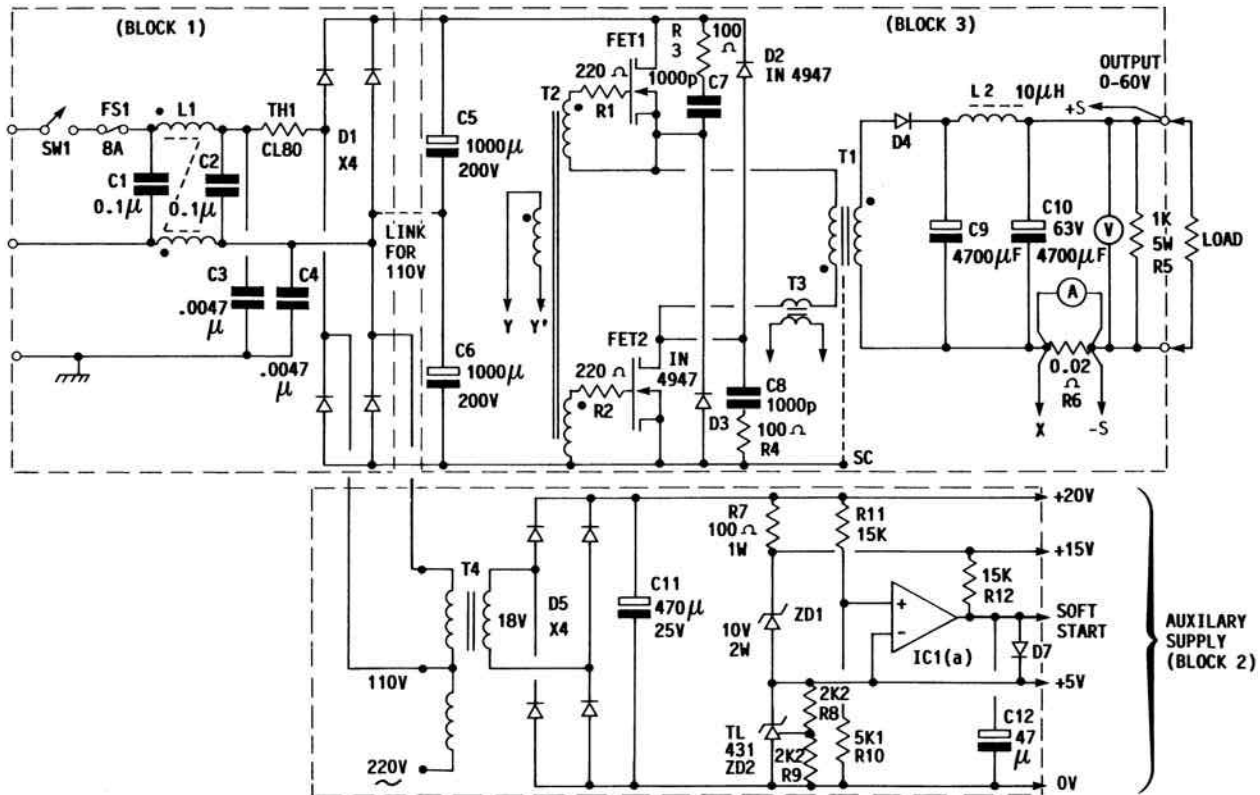 (BLOCK 1)
(BLOCK 3)
SW1
FS1
8A
L1
TH1
CL80
C1
0.1μ
C2
0.1μ
C3
.0047
μ
C4
.0047
μ
D1
X4
LINK
FOR
110V
C5
1000μ
200V
C6
1000μ
200V
Y
Y'
T2
220 Ω
R1
FET1
R
3
100
Ω
1000p
C7
D2
IN 4947
FET2
220 Ω
R2
IN
4947
D3
C8
1000p
100Ω
R4
SC
T3
T1
D4
L2
10μH
+S
OUTPUT
0-60V
C9
4700μF
C10
63V
4700μF
V
1K
5W
R5
LOAD
A
0.02
Ω
R6
X
-S
T4
18V
110V
220V
~
D5
X4
C11
470μ
25V
R7
100Ω
1W
R11
15K
10V
2W
ZD1
+
-
IC1(a)
15K
R12
D7
TL
431
ZD2
2K2
R8
2K2
R9
5K1
R10
C12
47
μ
+20V
+15V
SOFT
START
+5V
0V
AUXILARY
SUPPLY
(BLOCK 2)